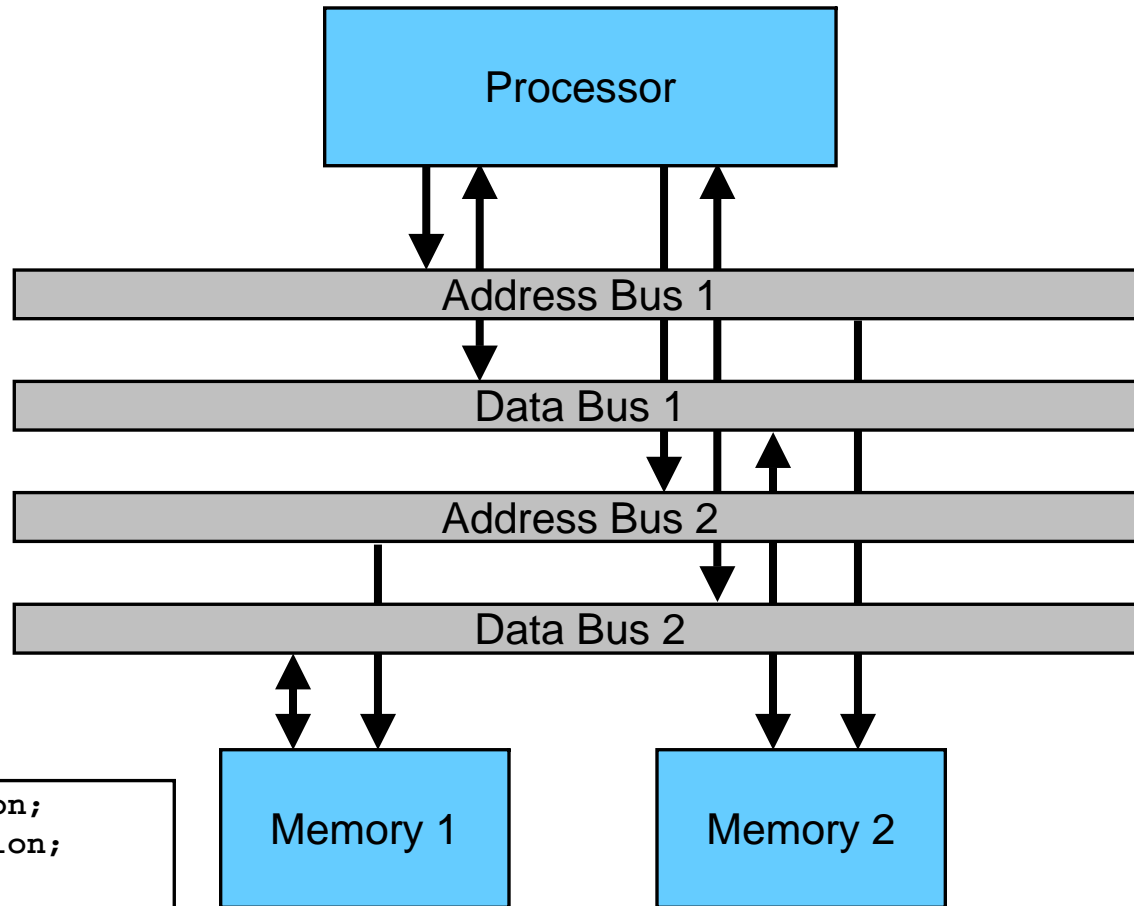 Processor
Address Bus 1
Data Bus 1
Address Bus 2
Data Bus 2
Memory 1
Memory 2